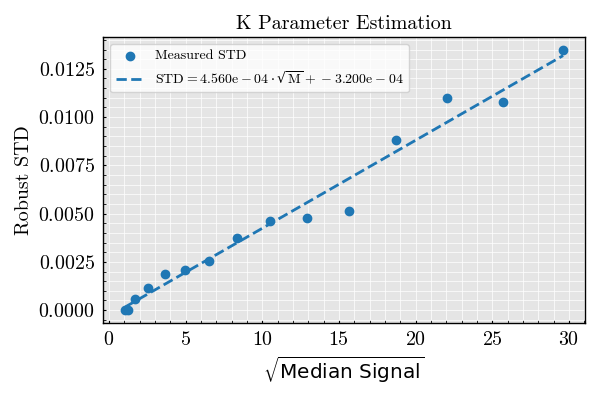 K Parameter Estimation
Measured STD
STD = 4.560e − 04 · √M + −3.200e − 04
Robust STD
0.0125
0.0100
0.0075
0.0050
0.0025
0.0000
0 5 10 15 20 25 30
√Median Signal